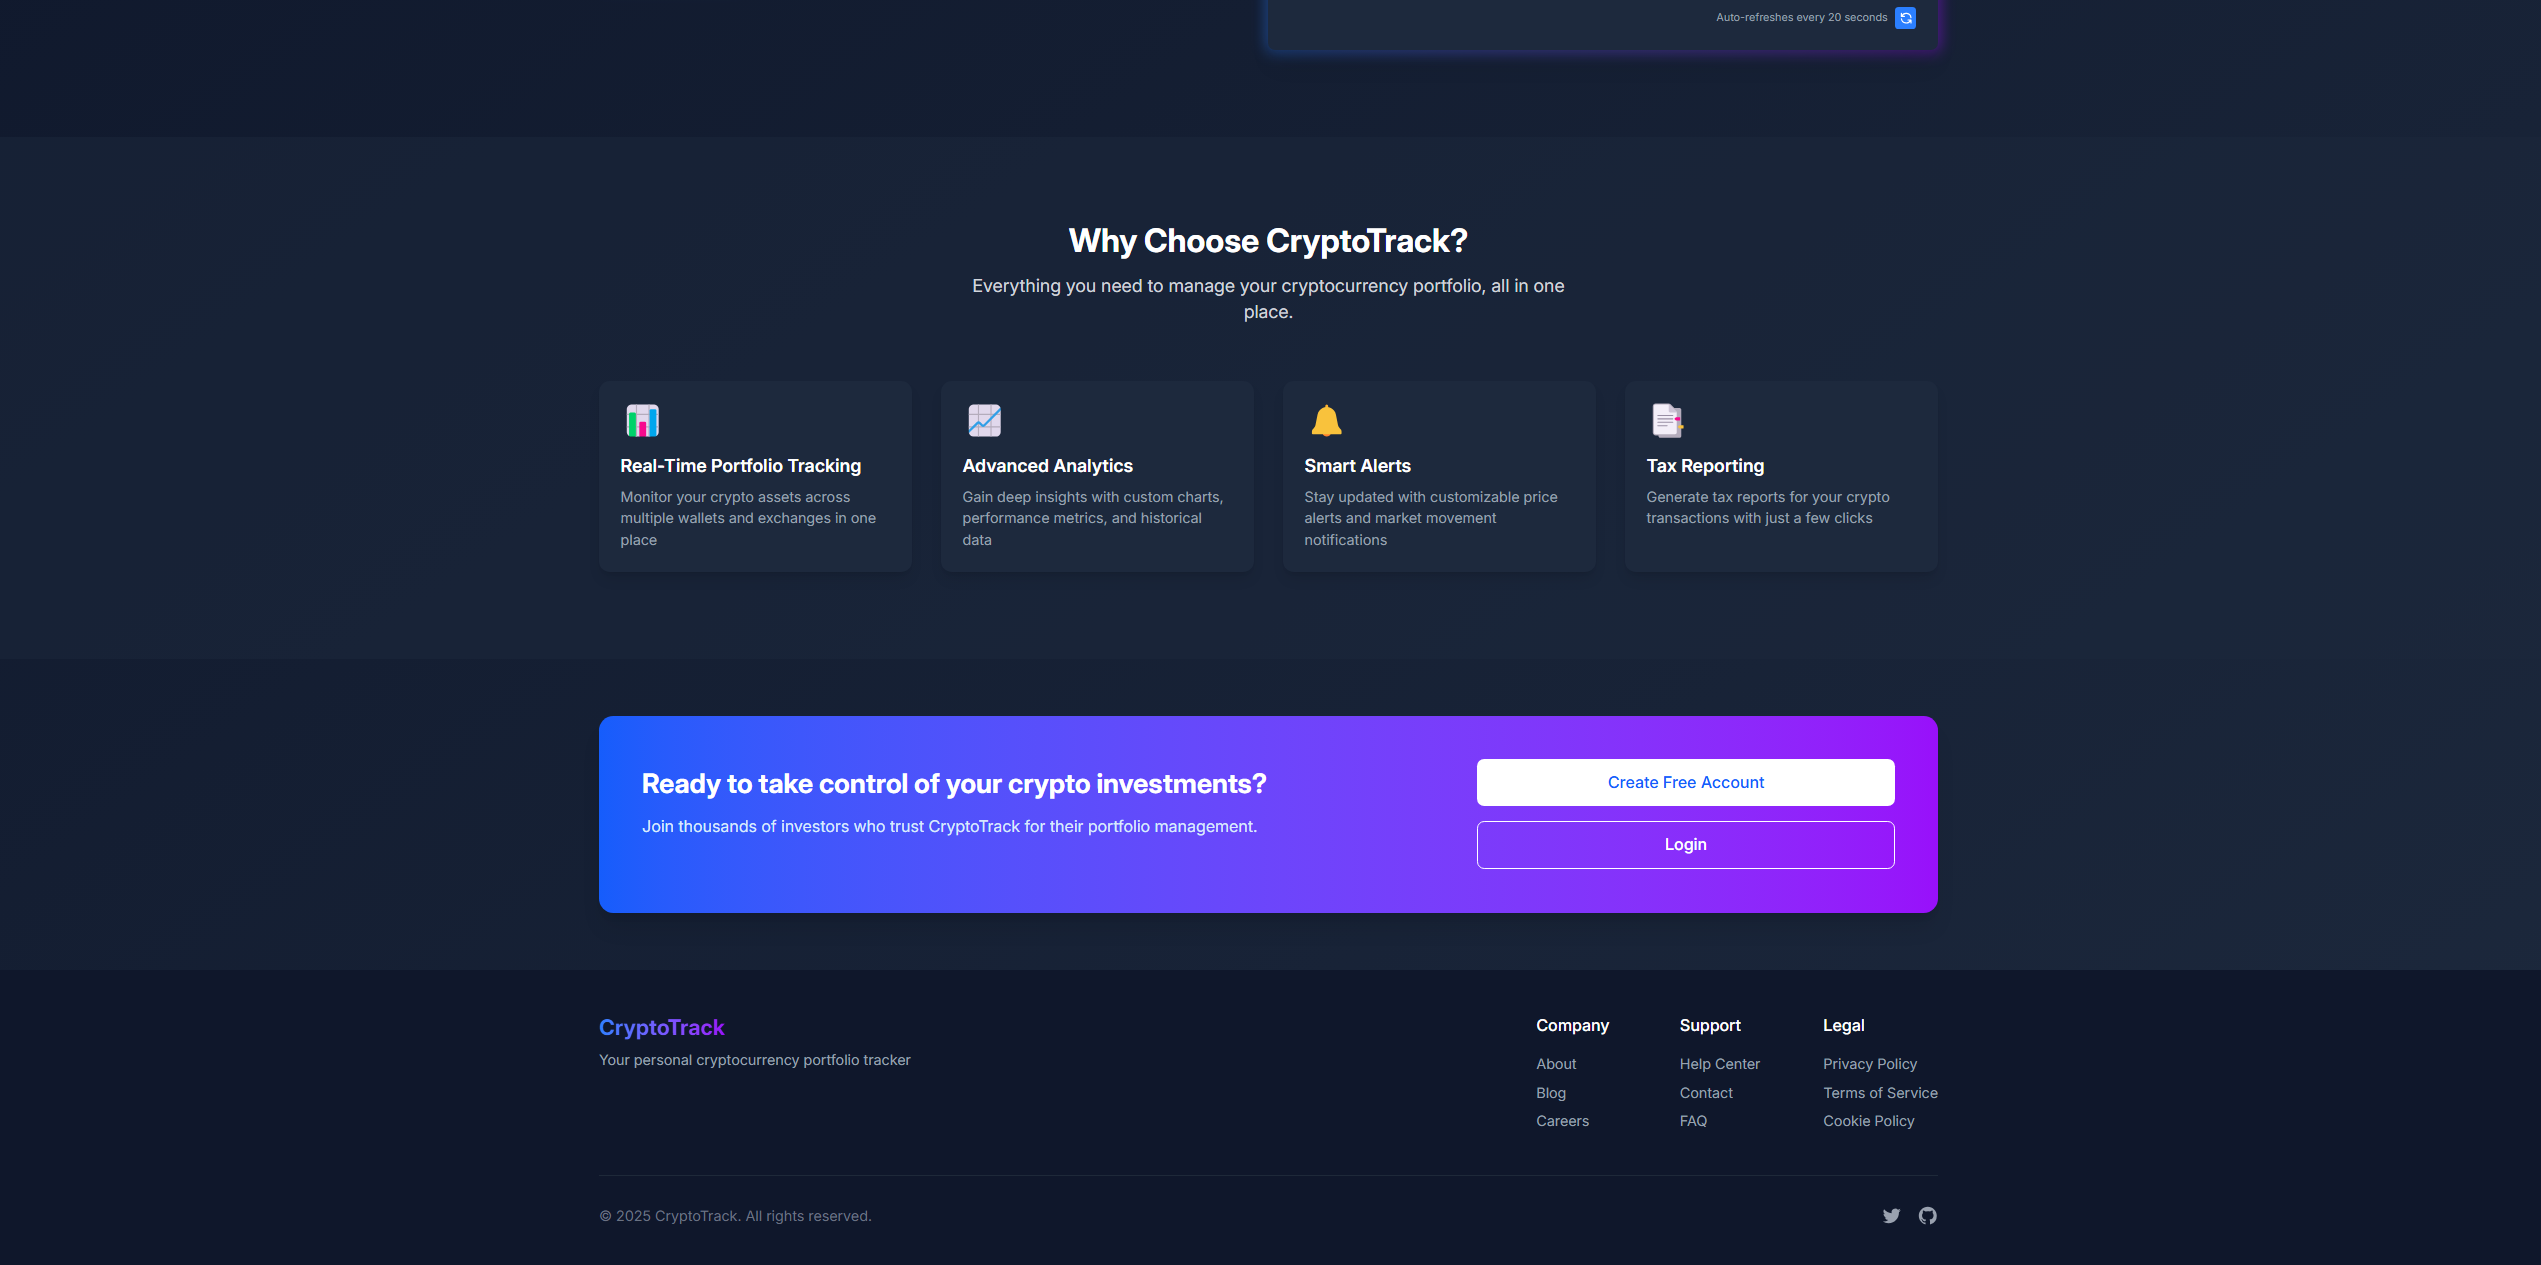 Auto-refreshes every 20 seconds
Why Choose CryptoTrack?
Everything you need to manage your cryptocurrency portfolio, all in one
place.
Real-Time Portfolio Tracking
Monitor your crypto assets across
multiple wallets and exchanges in one
place
Advanced Analytics
Gain deep insights with custom charts,
performance metrics, and historical
data
Smart Alerts
Stay updated with customizable price
alerts and market movement
notifications
Tax Reporting
Generate tax reports for your crypto
transactions with just a few clicks
Ready to take control of your crypto investments?
Join thousands of investors who trust CryptoTrack for their portfolio management.
Create Free Account
Login
CryptoTrack
Your personal cryptocurrency portfolio tracker
Company
About
Blog
Careers
Support
Help Center
Contact
FAQ
Legal
Privacy Policy
Terms of Service
Cookie Policy
© 2025 CryptoTrack. All rights reserved.